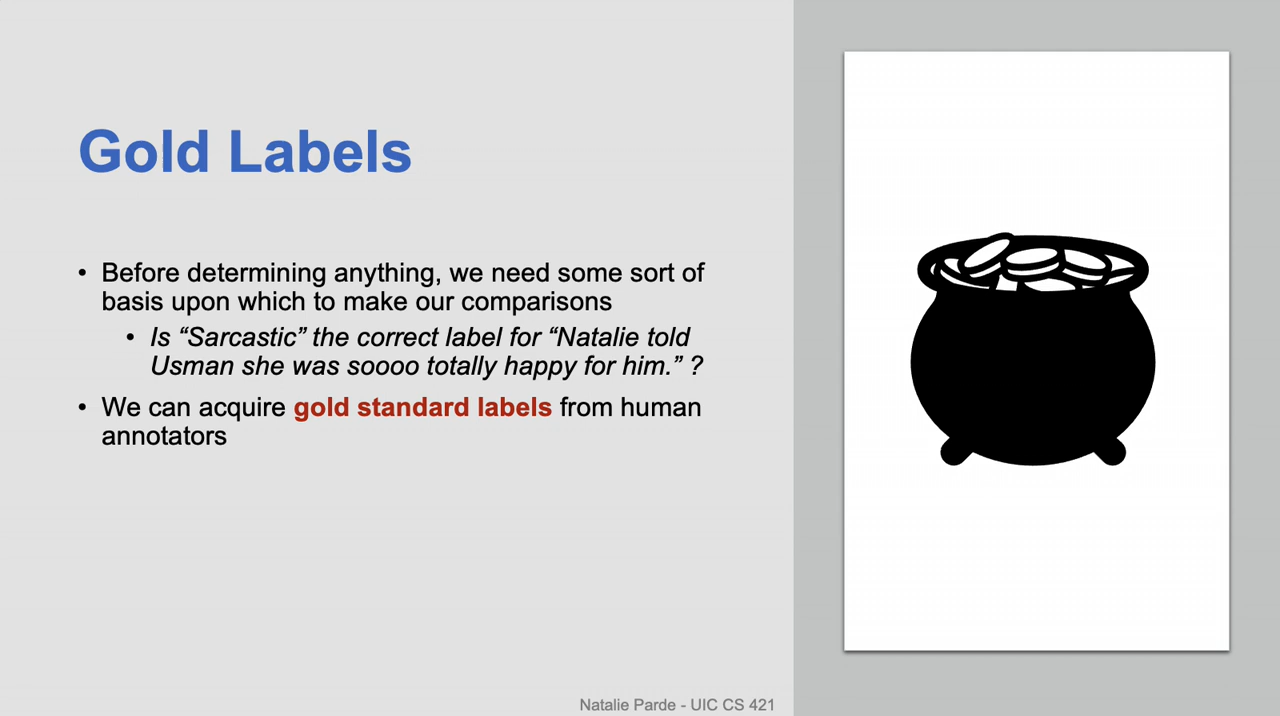 Gold Labels
• Before determining anything, we need some sort of
basis upon which to make our comparisons
• Is “Sarcastic” the correct label for “Natalie told
Usman she was soooo totally happy for him.” ?
• We can acquire gold standard labels from human
annotators
Natalie Parde - UIC CS 421